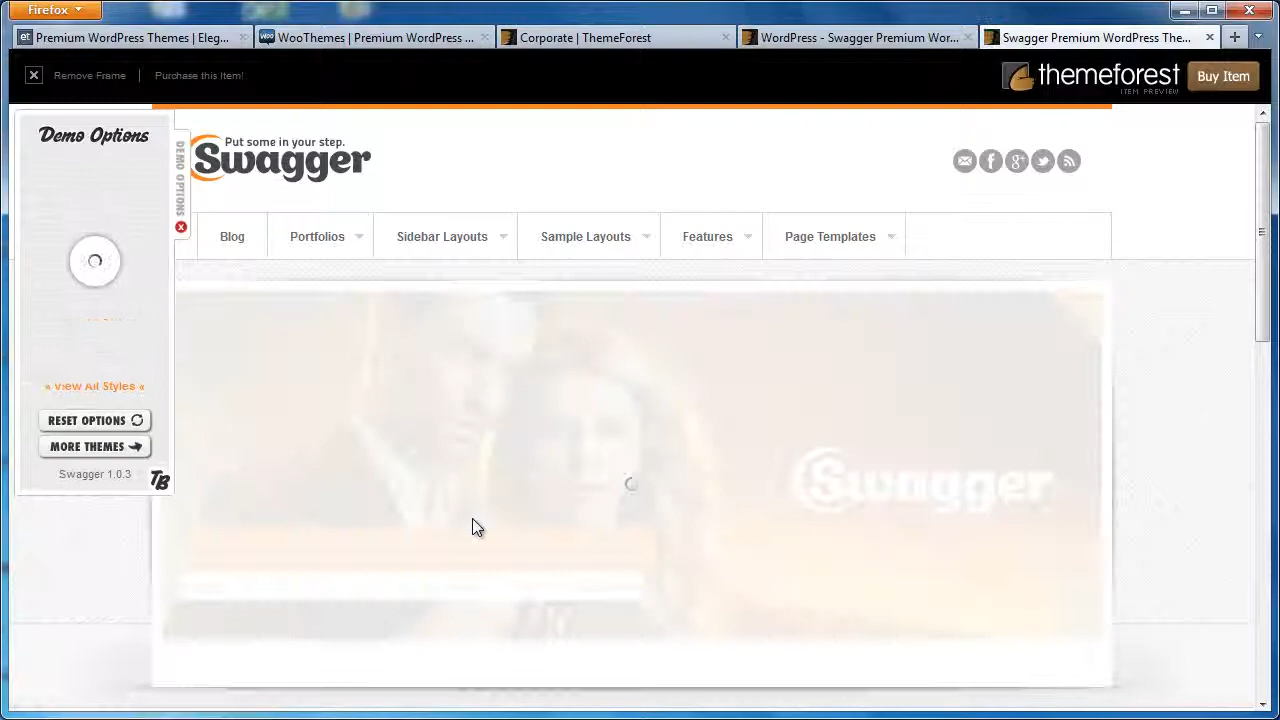 Firefox
Premium WordPress Themes | Eleg...
WooThemes | Premium WordPress ...
Corporate | ThemeForest
WordPress - Swagger Premium Wor...
Swagger Premium WordPress The...
Remove Frame
Purchase this Item!
themeforest
ITEM PREVIEW
Buy Item
Demo Options
DEMO OPTIONS
Put some in your step.
Swagger
Blog
Portfolios
Sidebar Layouts
Sample Layouts
Features
Page Templates
Swagger
« View All Styles «
RESET OPTIONS
MORE THEMES
Swagger 1.0.3
TB